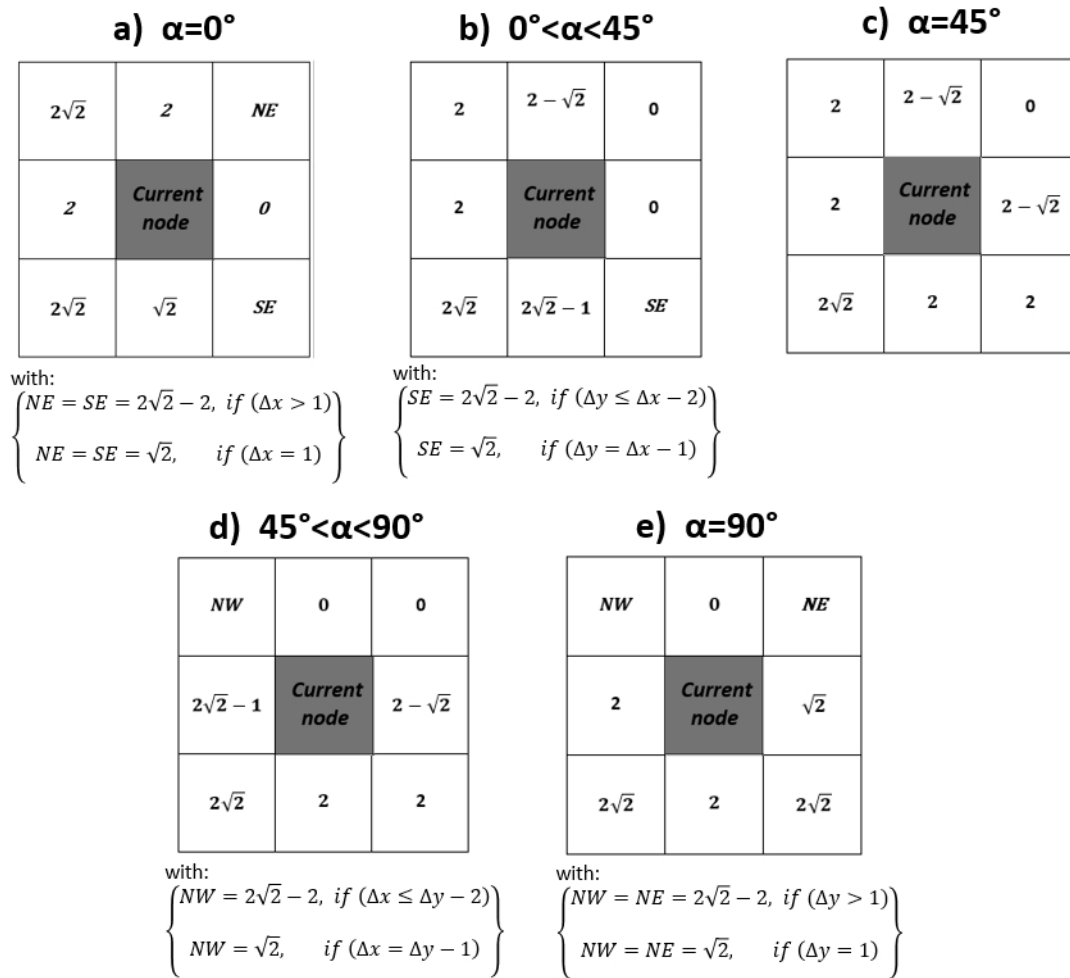 a) α=0°
b) 0°<α<45°
c) α=45°
2√2 2 NE
2 Current node 0
2√2 √2 SE
with:
NE = SE = 2√2 − 2, if (Δx > 1)
NE = SE = √2, if (Δx = 1)
2 2 − √2 0
2 Current node 0
2√2 2√2 − 1 SE
with:
SE = 2√2 − 2, if (Δy ≤ Δx − 2)
SE = √2, if (Δy = Δx − 1)
2 2 − √2 0
2 Current node 2 − √2
2√2 2 2
d) 45°<α<90°
e) α=90°
NW 0 0
2√2 − 1 Current node 2 − √2
2√2 2 2
with:
NW = 2√2 − 2, if (Δx ≤ Δy − 2)
NW = √2, if (Δx = Δy − 1)
NW 0 NE
2 Current node √2
2√2 2 2√2
with:
NW = NE = 2√2 − 2, if (Δy > 1)
NW = NE = √2, if (Δy = 1)